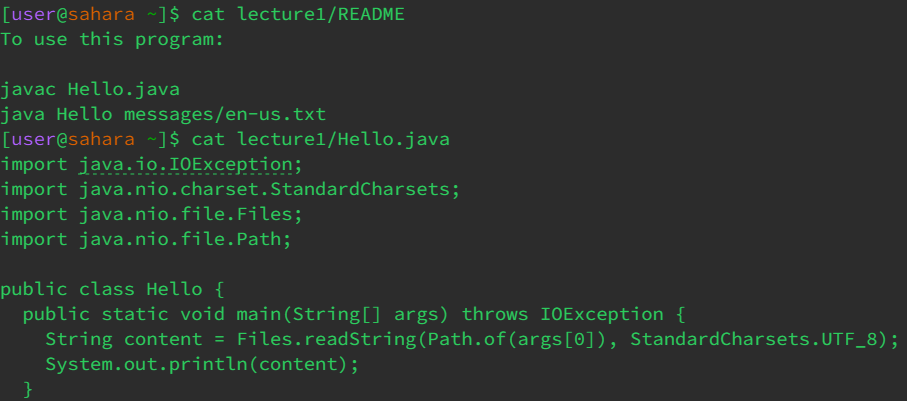 [user@sahara ~]$ cat lecture1/README
To use this program:

javac Hello.java
java Hello messages/en-us.txt
[user@sahara ~]$ cat lecture1/Hello.java
import java.io.IOException;
import java.nio.charset.StandardCharsets;
import java.nio.file.Files;
import java.nio.file.Path;

public class Hello {
  public static void main(String[] args) throws IOException {
    String content = Files.readString(Path.of(args[0]), StandardCharsets.UTF_8);
    System.out.println(content);
  }